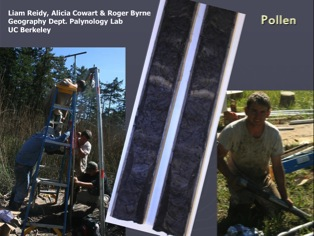 Liam Reidy, Alicia Cowart & Roger Byrne
Geography Dept. Palynology Lab
UC Berkeley
Pollen